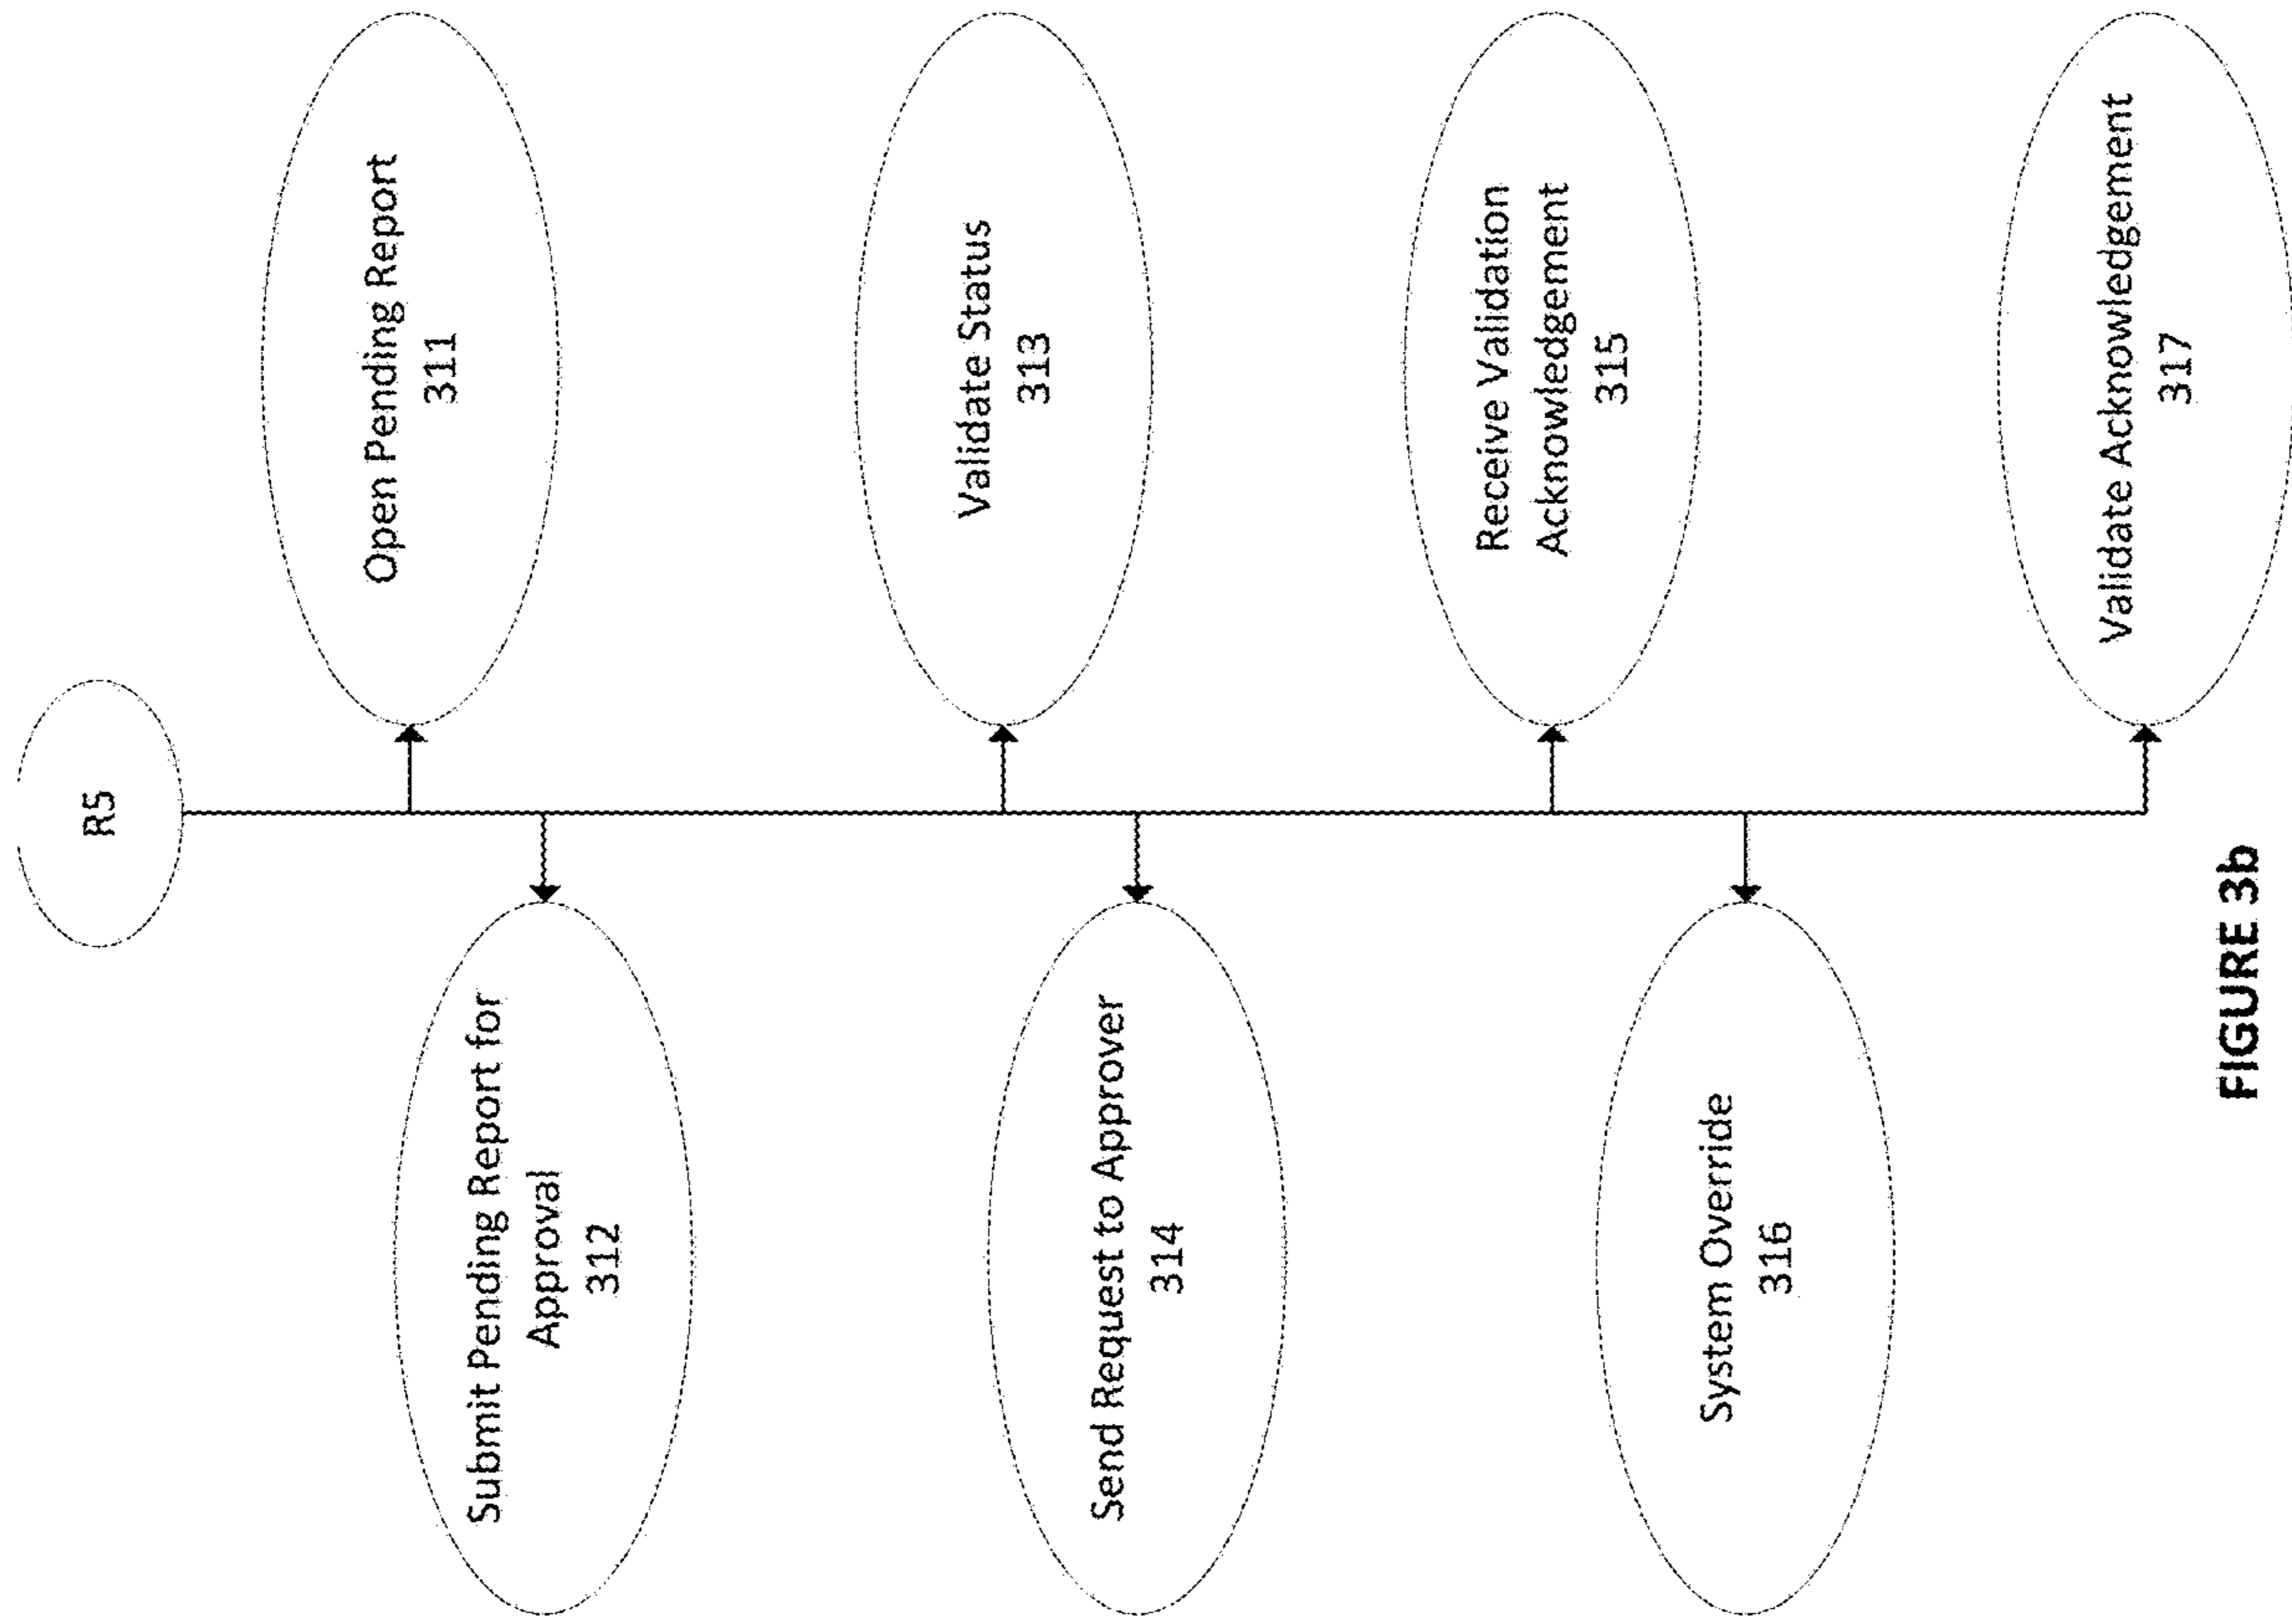 R5
Open Pending Report
311
Submit Pending Report for
Approval
312
Validate Status
313
Send Request to Approver
314
Receive Validation
Acknowledgement
315
System Override
316
Validate Acknowledgement
317
FIGURE 3b